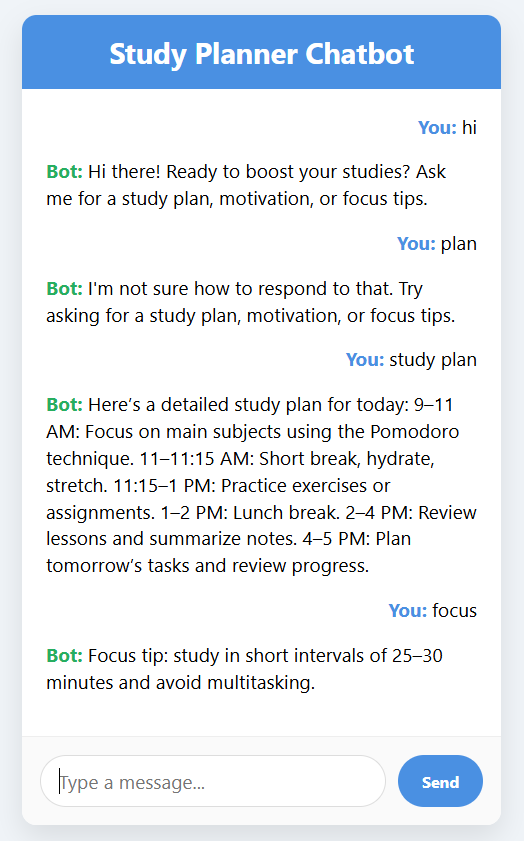 Study Planner Chatbot
You: hi
Bot: Hi there! Ready to boost your studies? Ask
me for a study plan, motivation, or focus tips.
You: plan
Bot: I'm not sure how to respond to that. Try
asking for a study plan, motivation, or focus tips.
You: study plan
Bot: Here’s a detailed study plan for today: 9–11
AM: Focus on main subjects using the Pomodoro
technique. 11–11:15 AM: Short break, hydrate,
stretch. 11:15–1 PM: Practice exercises or
assignments. 1–2 PM: Lunch break. 2–4 PM: Review
lessons and summarize notes. 4–5 PM: Plan
tomorrow’s tasks and review progress.
You: focus
Bot: Focus tip: study in short intervals of 25–30
minutes and avoid multitasking.
Type a message...
Send